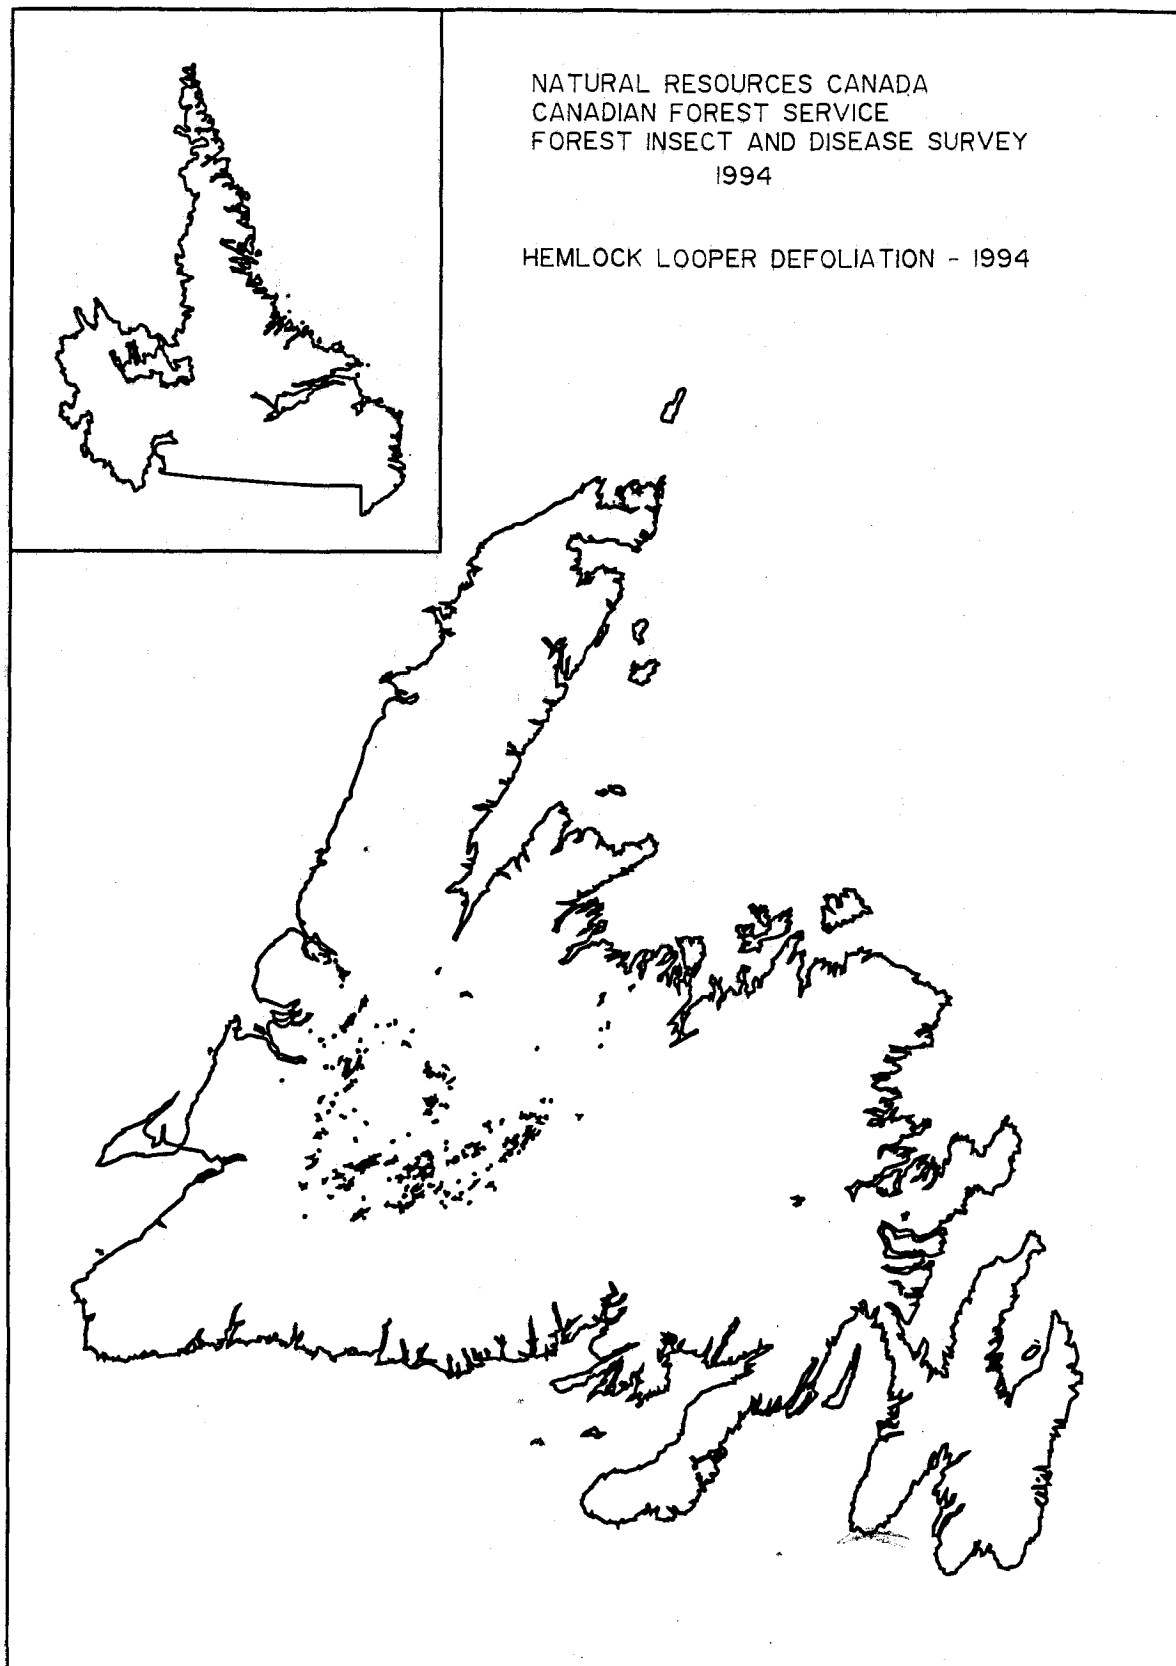 NATURAL RESOURCES CANADA
CANADIAN FOREST SERVICE
FOREST INSECT AND DISEASE SURVEY
1994
HEMLOCK LOOPER DEFOLIATION - 1994